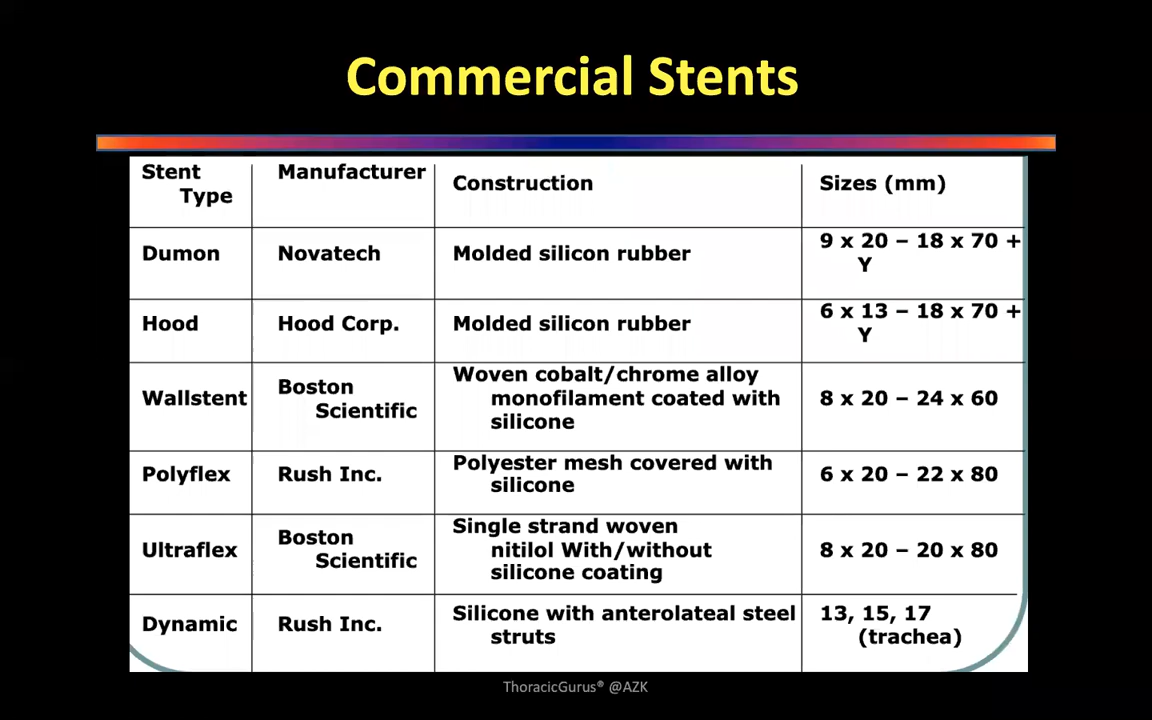 Commercial Stents
Stent
Type
Manufacturer
Construction
Sizes (mm)
Dumon
Novatech
Molded silicon rubber
9 x 20 – 18 x 70 +
Y
Hood
Hood Corp.
Molded silicon rubber
6 x 13 – 18 x 70 +
Y
Wallstent
Boston
Scientific
Woven cobalt/chrome alloy
monofilament coated with
silicone
8 x 20 – 24 x 60
Polyflex
Rush Inc.
Polyester mesh covered with
silicone
6 x 20 – 22 x 80
Ultraflex
Boston
Scientific
Single strand woven
nitilol With/without
silicone coating
8 x 20 – 20 x 80
Dynamic
Rush Inc.
Silicone with anterolateal steel
struts
13, 15, 17
(trachea)
ThoracicGurus® @AZK